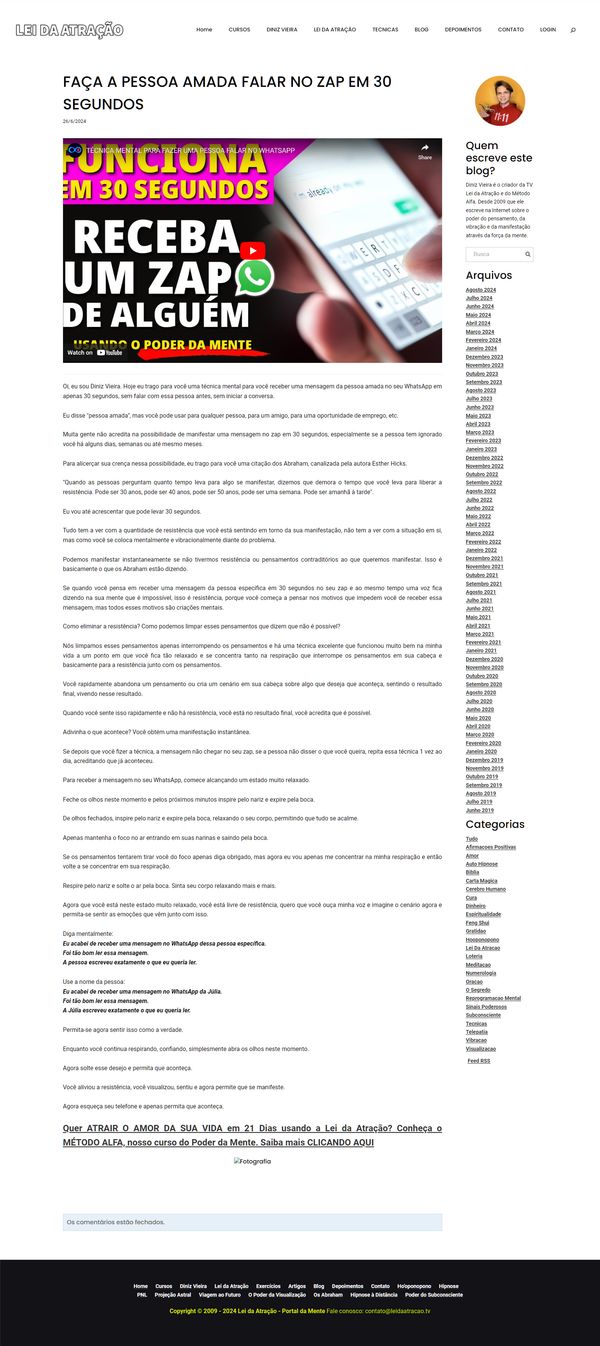 LEI DA ATRAÇÃO
Home CURSOS DINIZ VIEIRA LEI DA ATRAÇÃO TECNICAS BLOG DEPOIMENTOS CONTATO LOGIN
FAÇA A PESSOA AMADA FALAR NO ZAP EM 30
SEGUNDOS
26/6/2024
TÉCNICA MENTAL PARA FAZER UMA PESSOA FALAR NO WHATSAPP
Share
FUNCIONA
EM 30 SEGUNDOS
RECEBA
UM ZAP
DE ALGUÉM
USANDO O PODER DA MENTE
Watch on YouTube
Oi, eu sou Diniz Vieira. Hoje eu trago para você uma técnica mental para você receber uma mensagem da pessoa amada no seu WhatsApp em
apenas 30 segundos, sem falar com essa pessoa antes, sem iniciar a conversa.
Eu disse "pessoa amada", mas você pode usar para qualquer pessoa, para um amigo, para uma oportunidade de emprego, etc.
Muita gente não acredita na possibilidade de manifestar uma mensagem no zap em 30 segundos, especialmente se a pessoa tem ignorado
você há alguns dias, semanas ou até mesmo meses.
Para alicerçar sua crença nessa possibilidade, eu trago para você uma citação dos Abraham, canalizada pela autora Esther Hicks.
"Quando as pessoas perguntam quanto tempo leva para algo se manifestar, dizemos que demora o tempo que você leva para liberar a
resistência. Pode ser 30 anos, pode ser 40 anos, pode ser 50 anos, pode ser uma semana. Pode ser amanhã à tarde".
Eu vou até acrescentar que pode levar 30 segundos.
Tudo tem a ver com a quantidade de resistência que você está sentindo em torno da sua manifestação, não tem a ver com a situação em si,
mas como você se coloca mentalmente e vibracionalmente diante do problema.
Podemos manifestar instantaneamente se não tivermos resistência ou pensamentos contraditórios ao que queremos manifestar. Isso é
basicamente o que os Abraham estão dizendo.
Se quando você pensa em receber uma mensagem da pessoa específica em 30 segundos no seu zap e ao mesmo tempo uma voz fica
dizendo na sua mente que é impossível, isso é resistência, porque você começa a pensar nos motivos que impedem você de receber essa
mensagem, mas todos esses motivos são criações mentais.
Como eliminar a resistência? Como podemos limpar esses pensamentos que dizem que não é possível?
Nós limpamos esses pensamentos apenas interrompendo os pensamentos e há uma técnica excelente que funcionou muito bem na minha
vida a um ponto em que você fica tão relaxado e se concentra tanto na respiração que interrompe os pensamentos em sua cabeça e
basicamente para a resistência junto com os pensamentos.
Você rapidamente abandona um pensamento ou cria um cenário em sua cabeça sobre algo que deseja que aconteça, sentindo o resultado
final, vivendo nesse resultado.
Quando você sente isso rapidamente e não há resistência, você está no resultado final, você acredita que é possível.
Adivinha o que acontece? Você obtém uma manifestação instantânea.
Se depois que você fizer a técnica, a mensagem não chegar no seu zap, se a pessoa não disser o que você queira, repita essa técnica 1 vez ao
dia, acreditando que já aconteceu.
Para receber a mensagem no seu WhatsApp, comece alcançando um estado muito relaxado.
Feche os olhos neste momento e pelos próximos minutos inspire pelo nariz e expire pela boca.
De olhos fechados, inspire pelo nariz e expire pela boca, relaxando o seu corpo, permitindo que tudo se acalme.
Apenas mantenha o foco no ar entrando em suas narinas e saindo pela boca.
Se os pensamentos tentarem tirar você do foco apenas diga obrigado, mas agora eu vou apenas me concentrar na minha respiração e então
volte a se concentrar em sua respiração.
Respire pelo nariz e solte o ar pela boca. Sinta seu corpo relaxando mais e mais.
Agora que você está neste estado muito relaxado, você está livre de resistência, quero que você ouça minha voz e imagine o cenário agora e
permita-se sentir as emoções que vêm junto com isso.
Diga mentalmente:
Eu acabei de receber uma mensagem no WhatsApp dessa pessoa específica.
Foi tão bom ler essa mensagem.
A pessoa escreveu exatamente o que eu queria ler.
Use a nome da pessoa:
Eu acabei de receber uma mensagem no WhatsApp da Júlia.
Foi tão bom ler essa mensagem.
A Júlia escreveu exatamente o que eu queria ler.
Permita-se agora sentir isso como a verdade.
Enquanto você continua respirando, confiando, simplesmente abra os olhos neste momento.
Agora solte esse desejo e permita que aconteça.
Você aliviou a resistência, você visualizou, sentiu e agora permite que se manifeste.
Agora esqueça seu telefone e apenas permita que aconteça.
Quer ATRAIR O AMOR DA SUA VIDA em 21 Dias usando a Lei da Atração? Conheça o
MÉTODO ALFA, nosso curso do Poder da Mente. Saiba mais CLICANDO AQUI
Fotografia
Os comentários estão fechados.
11:11
Quem
escreve este
blog?
Diniz Vieira é o criador da TV
Lei da Atração e do Método
Alfa. Desde 2009 que ele
escreve na Internet sobre o
poder do pensamento, da
vibração e da manifestação
através da força da mente.
Busca
Arquivos
Agosto 2024
Julho 2024
Junho 2024
Maio 2024
Abril 2024
Março 2024
Fevereiro 2024
Janeiro 2024
Dezembro 2023
Novembro 2023
Outubro 2023
Setembro 2023
Agosto 2023
Julho 2023
Junho 2023
Maio 2023
Abril 2023
Março 2023
Fevereiro 2023
Janeiro 2023
Dezembro 2022
Novembro 2022
Outubro 2022
Setembro 2022
Agosto 2022
Julho 2022
Junho 2022
Maio 2022
Abril 2022
Março 2022
Fevereiro 2022
Janeiro 2022
Dezembro 2021
Novembro 2021
Outubro 2021
Setembro 2021
Agosto 2021
Julho 2021
Junho 2021
Maio 2021
Abril 2021
Março 2021
Fevereiro 2021
Janeiro 2021
Dezembro 2020
Novembro 2020
Outubro 2020
Setembro 2020
Agosto 2020
Julho 2020
Junho 2020
Maio 2020
Abril 2020
Março 2020
Fevereiro 2020
Janeiro 2020
Dezembro 2019
Novembro 2019
Outubro 2019
Setembro 2019
Agosto 2019
Julho 2019
Junho 2019
Categorias
Tudo
Afirmacoes Positivas
Amor
Auto Hipnose
Biblia
Carta Magica
Cerebro Humano
Cura
Dinheiro
Espiritualidade
Feng Shui
Gratidao
Hooponopono
Lei Da Atracao
Loteria
Meditacao
Numerologia
Oracao
O Segredo
Reprogramacao Mental
Sinais Poderosos
Subconsciente
Tecnicas
Telepatia
Vibracao
Visualizacao
Feed RSS
Home Cursos Diniz Vieira Lei da Atração Exercícios Artigos Blog Depoimentos Contato Ho'oponopono Hipnose
PNL Projeção Astral Viagem ao Futuro O Poder da Visualização Os Abraham Hipnose à Distância Poder do Subconsciente
Copyright © 2009 - 2024 Lei da Atração - Portal da Mente Fale conosco: contato@leidaatracao.tv